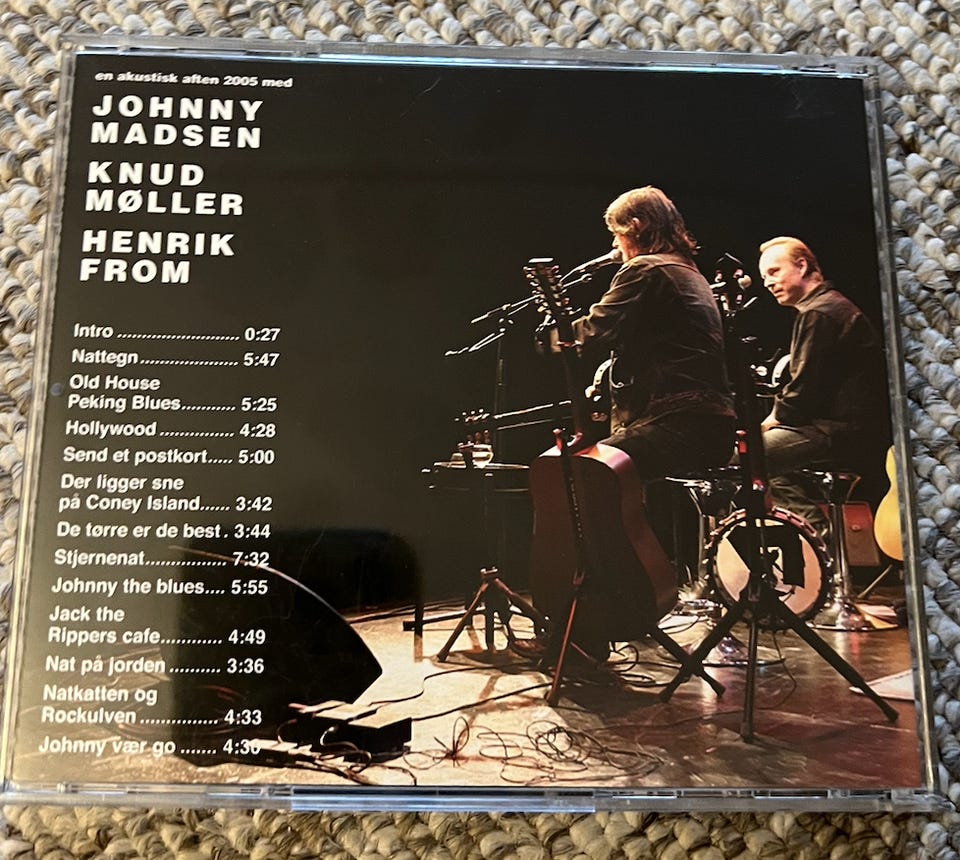 en akustisk aften 2005 med
JOHNNY
MADSEN
KNUD
MØLLER
HENRIK
FROM
Intro ......................... 0:27
Nattegn.................... 5:47
Old House
Peking Blues........... 5:25
Hollywood ............... 4:28
Send et postkort..... 5:00
Der ligger sne
på Coney Island...... 3:42
De tørre er de best . 3:44
Stjernenat................. 7:32
Johnny the blues.... 5:55
Jack the
Rippers cafe............ 4:49
Nat på jorden .......... 3:36
Natkatten og
Rockulven ................ 4:33
Johnny vær go ....... 4:30